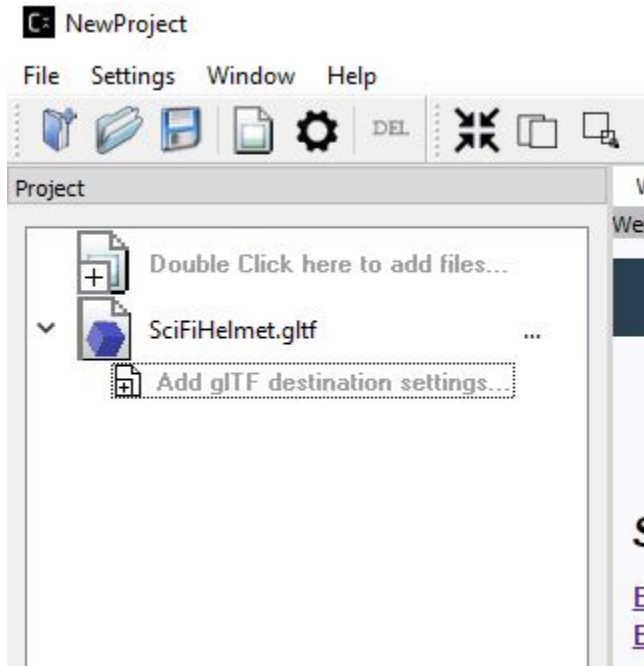 NewProject
File Settings Window Help
DEL
Project
We
Double Click here to add files...
SciFiHelmet.gltf ...
Add glTF destination settings...